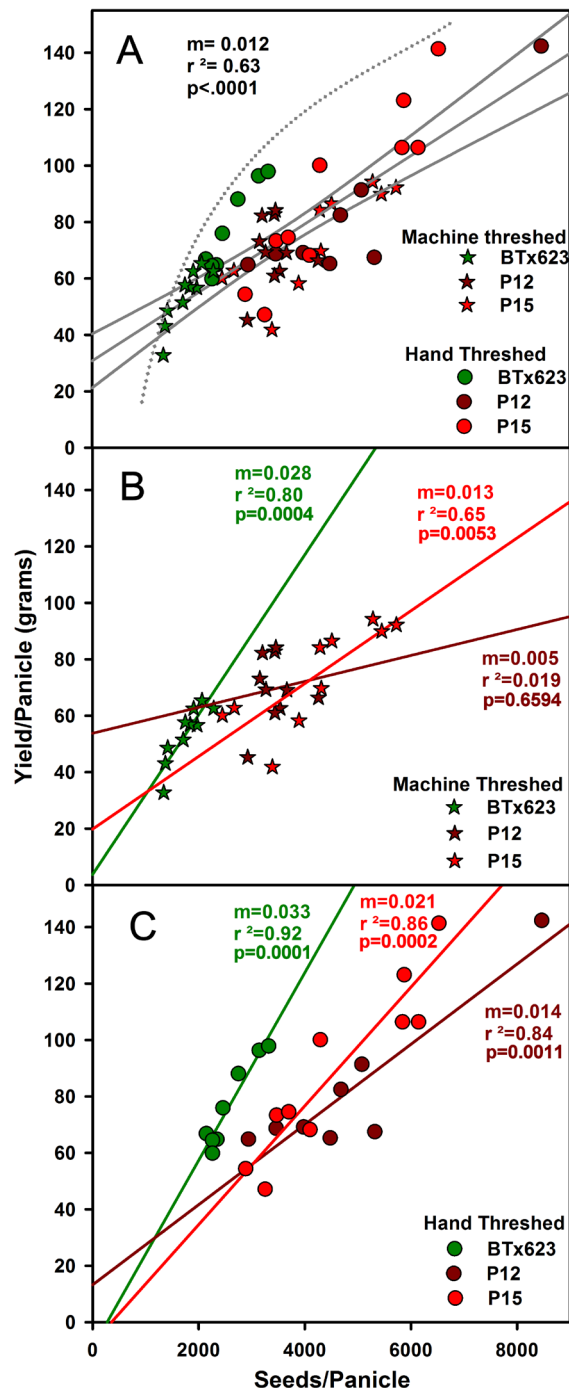 A
m= 0.012
r ²= 0.63
p<.0001
140
120
100
80
60
40
20
0
Machine threshed
BTx623
P12
P15
Hand Threshed
BTx623
P12
P15
B
m=0.028
r ²=0.80
p=0.0004
m=0.013
r ²=0.65
p=0.0053
m=0.005
r ²=0.019
p=0.6594
140
120
100
80
60
40
20
0
Yield/Panicle (grams)
Machine Threshed
BTx623
P12
P15
C
m=0.033
r ²=0.92
p=0.0001
m=0.021
r ²=0.86
p=0.0002
m=0.014
r ²=0.84
p=0.0011
140
120
100
80
60
40
20
0
Hand Threshed
BTx623
P12
P15
0 2000 4000 6000 8000
Seeds/Panicle